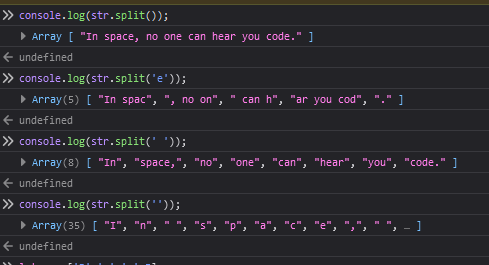 >> console.log(str.split());
▶ Array [ "In space, no one can hear you code." ]
← undefined
>> console.log(str.split('e'));
▶ Array(5) [ "In spac", ", no on", " can h", "ar you cod", "." ]
← undefined
>> console.log(str.split(' '));
▶ Array(8) [ "In", "space,", "no", "one", "can", "hear", "you", "code." ]
← undefined
>> console.log(str.split(''));
▶ Array(35) [ "I", "n", " ", "s", "p", "a", "c", "e", ",", " ", … ]
← undefined